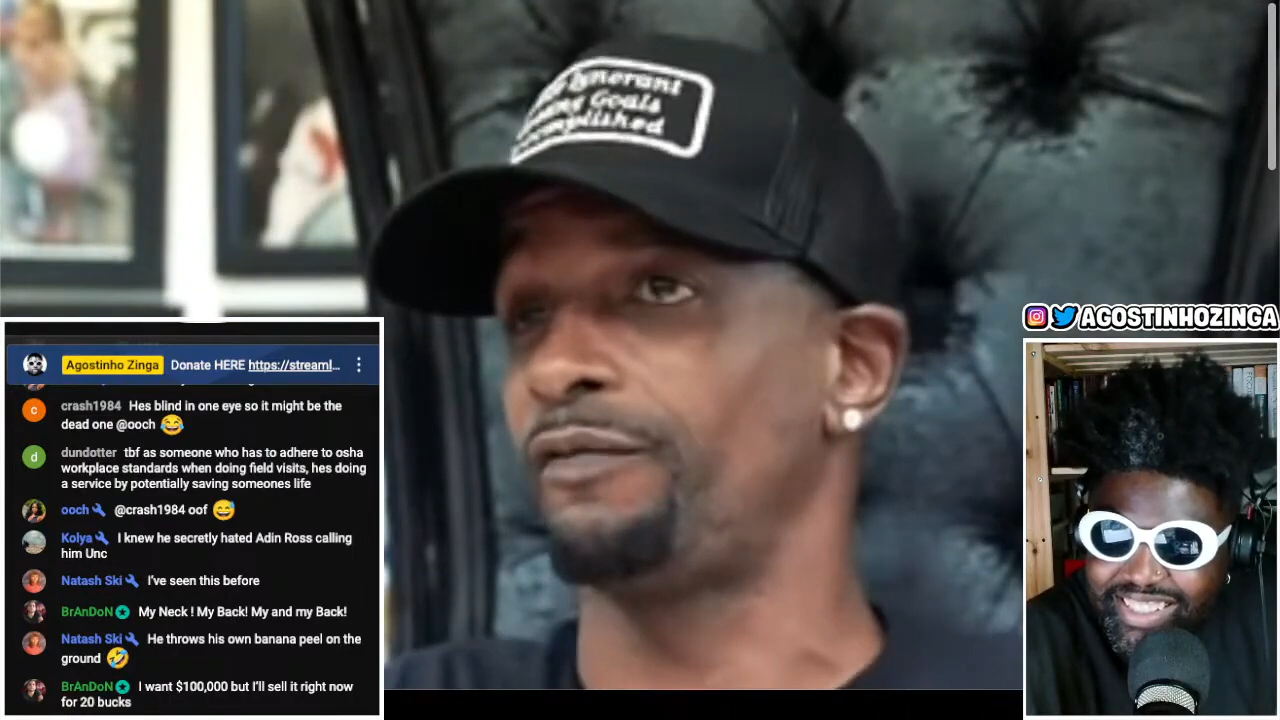 Ignorant
Goals
Accomplished
AGOSTINHOZINGA
Agostinho Zinga Donate HERE https://streaml...
crash1984 Hes blind in one eye so it might be the
dead one @ooch
dundotter tbf as someone who has to adhere to osha
workplace standards when doing field visits, hes doing
a service by potentially saving someones life
ooch @crash1984 oof
Kolya I knew he secretly hated Adin Ross calling
him Unc
Natash Ski I've seen this before
BrAnDoN My Neck ! My Back! My and my Back!
Natash Ski He throws his own banana peel on the
ground
BrAnDoN I want $100,000 but I'll sell it right now
for 20 bucks